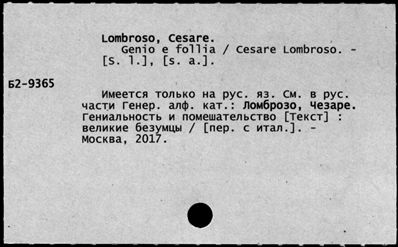 Lombroso, Cesare.
Genio e follia / Cesare Lombroso. -
[S. l.], [s. a.].
Б2-9365
Имеется только на рус. яз. См. в рус.
части Генер. алф. кат.: Ломброзо, Чезаре.
Гениальность и помешательство [Текст] :
великие безумцы / [пер. с итал.]. -
Москва, 2017.